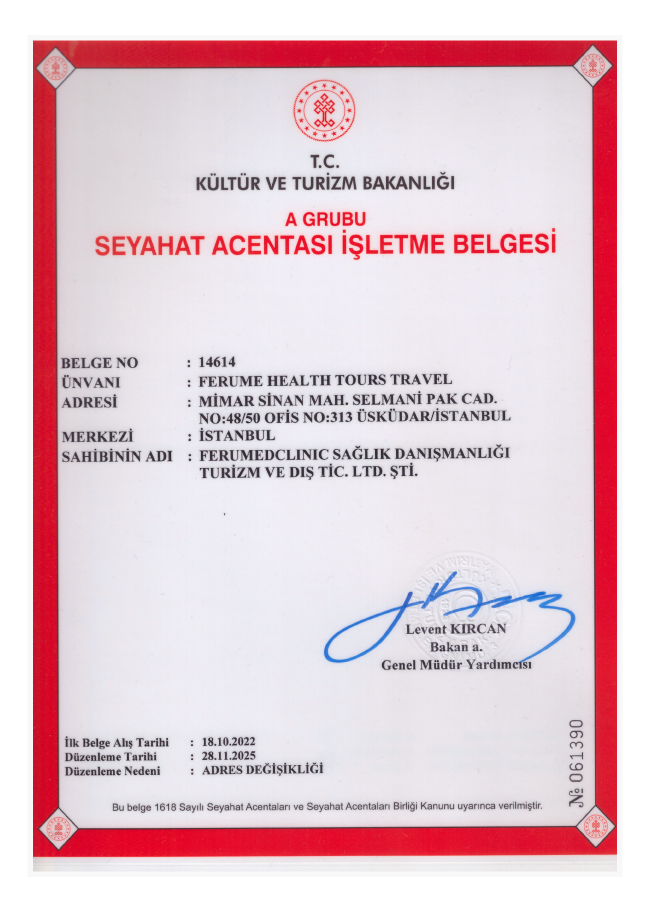 T.C.
KÜLTÜR VE TURİZM BAKANLIĞI
A GRUBU
SEYAHAT ACENTASI İŞLETME BELGESİ
BELGE NO : 14614
ÜNVANI : FERUME HEALTH TOURS TRAVEL
ADRESİ : MİMAR SİNAN MAH. SELMANİ PAK CAD.
NO:48/50 OFİS NO:313 ÜSKÜDAR/İSTANBUL
MERKEZİ : İSTANBUL
SAHİBİNİN ADI : FERUMEDCLINIC SAĞLIK DANIŞMANLIĞI
TURİZM VE DIŞ TİC. LTD. ŞTİ.
Levent KIRCAN
Bakan a.
Genel Müdür Yardımcısı
İlk Belge Alış Tarihi : 18.10.2022
Düzenleme Tarihi : 28.11.2025
Düzenleme Nedeni : ADRES DEĞİŞİKLİĞİ
№ 061390
Bu belge 1618 Sayılı Seyahat Acentaları ve Seyahat Acentaları Birliği Kanunu uyarınca verilmiştir.